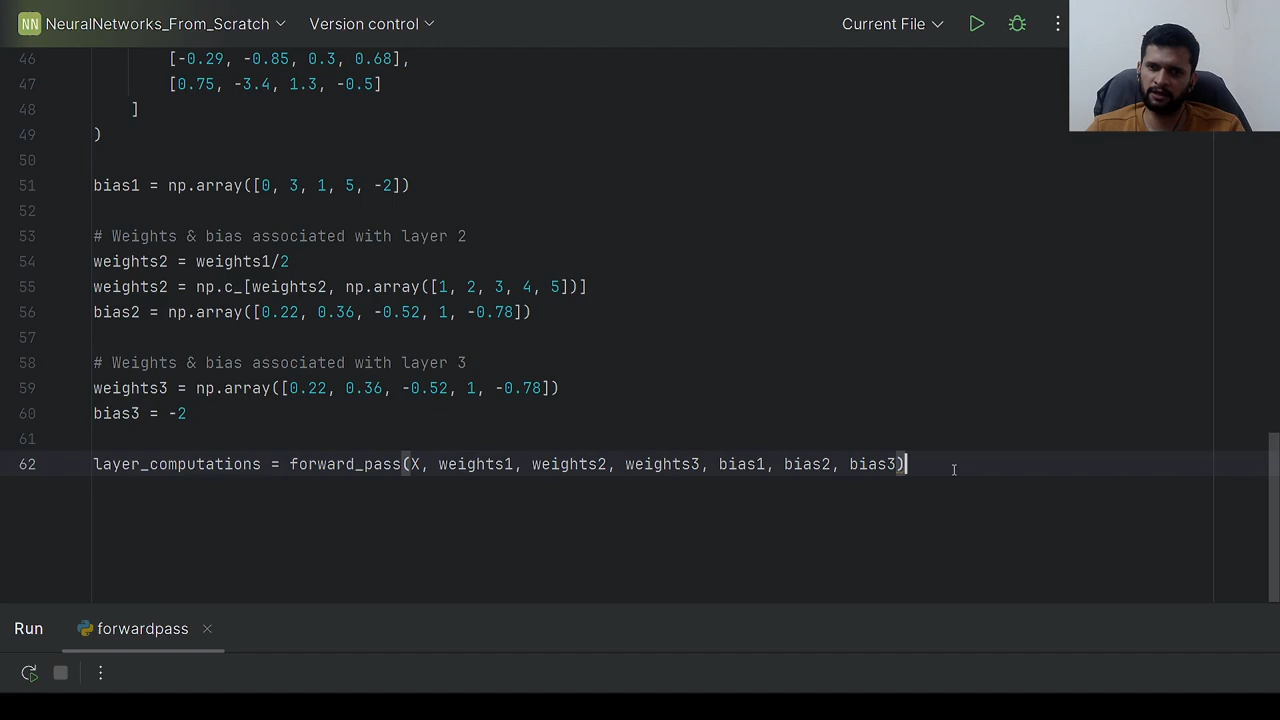 NN NeuralNetworks_From_Scratch Version control Current File
46 [-0.29, -0.85, 0.3, 0.68],
47 [0.75, -3.4, 1.3, -0.5]
48 ]
49 )
50
51 bias1 = np.array([0, 3, 1, 5, -2])
52
53 # Weights & bias associated with layer 2
54 weights2 = weights1/2
55 weights2 = np.c_[weights2, np.array([1, 2, 3, 4, 5])]
56 bias2 = np.array([0.22, 0.36, -0.52, 1, -0.78])
57
58 # Weights & bias associated with layer 3
59 weights3 = np.array([0.22, 0.36, -0.52, 1, -0.78])
60 bias3 = -2
61
62 layer_computations = forward_pass(X, weights1, weights2, weights3, bias1, bias2, bias3)
Run forwardpass